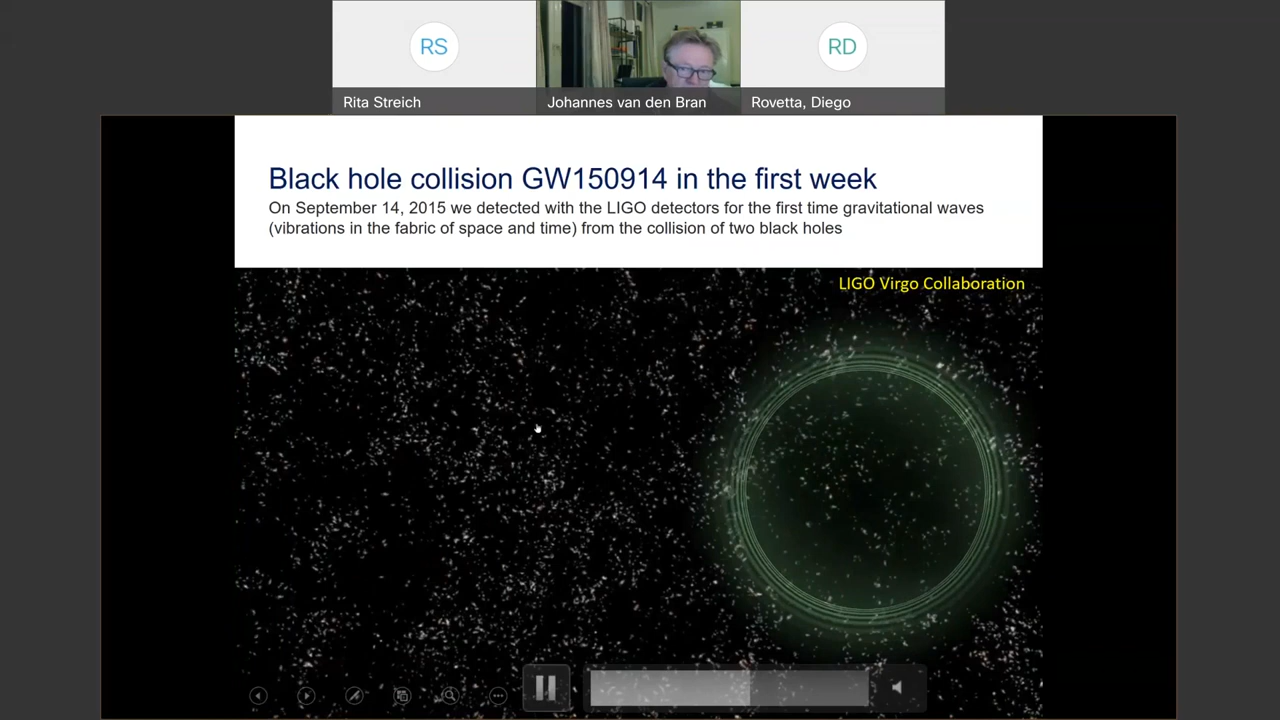 RS
RD
Rita Streich
Johannes van den Bran
Rovetta, Diego
Black hole collision GW150914 in the first week
On September 14, 2015 we detected with the LIGO detectors for the first time gravitational waves
(vibrations in the fabric of space and time) from the collision of two black holes
LIGO Virgo Collaboration